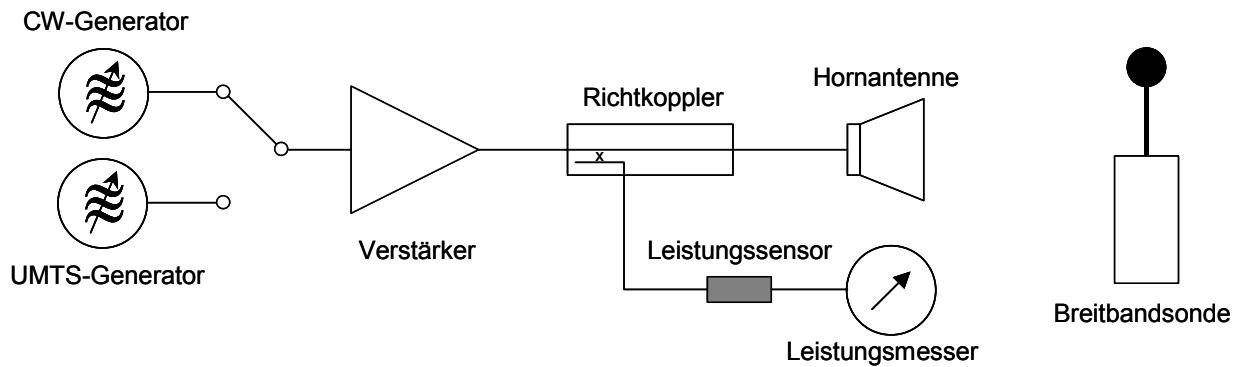 CW-Generator
UMTS-Generator
Verstärker
Richtkoppler
x
Hornantenne
Leistungssensor
Leistungsmesser
Breitbandsonde